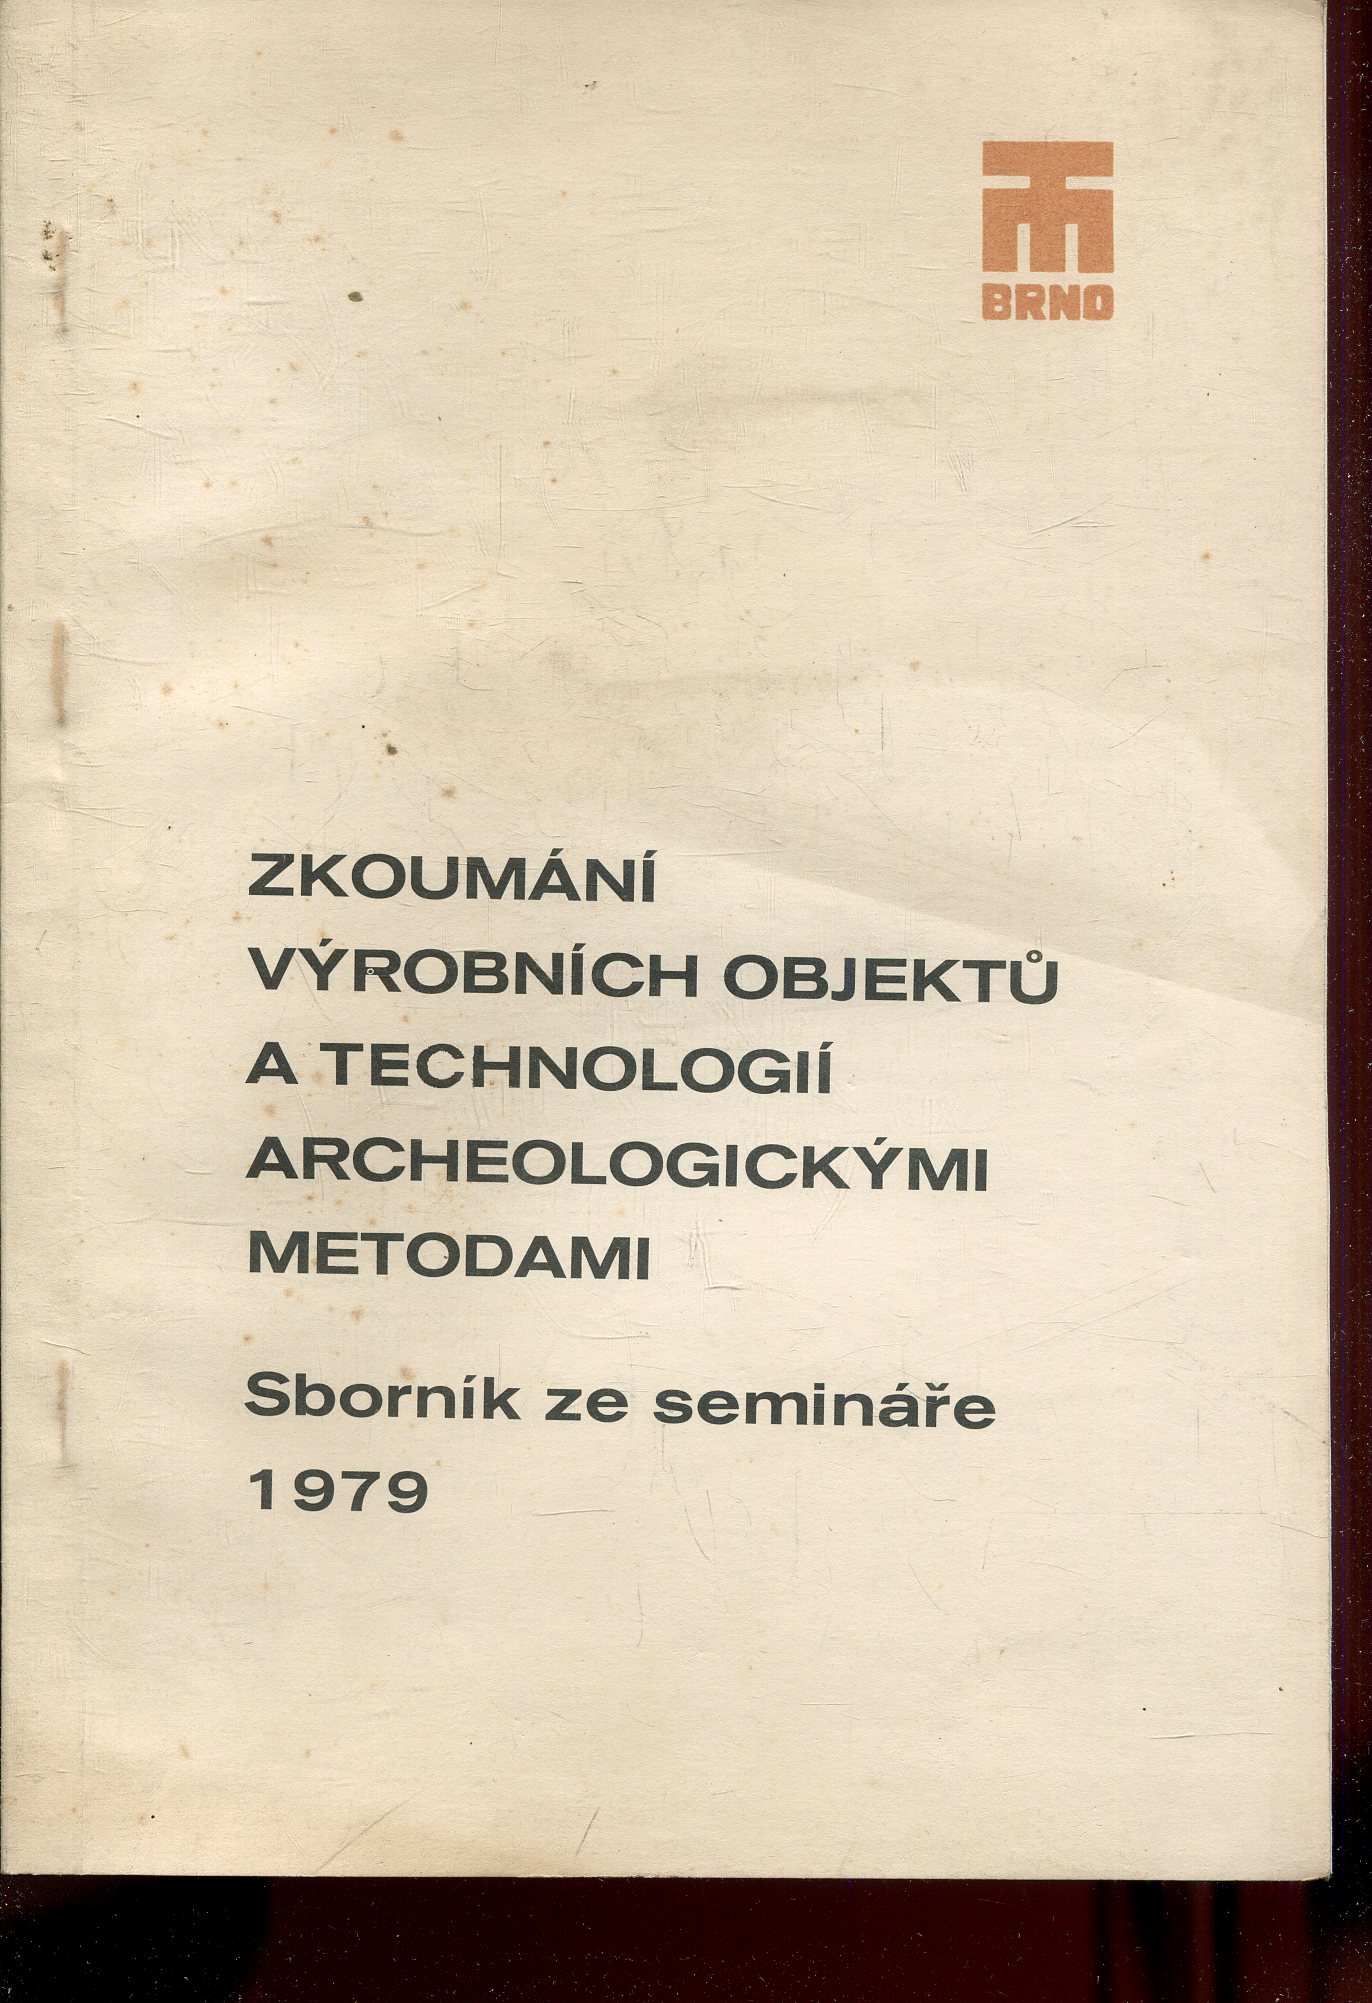 BRNO
ZKOUMÁNÍ
VÝROBNÍCH OBJEKTŮ
A TECHNOLOGIÍ
ARCHEOLOGICKÝMI
METODAMI
Sborník ze semináře
1979